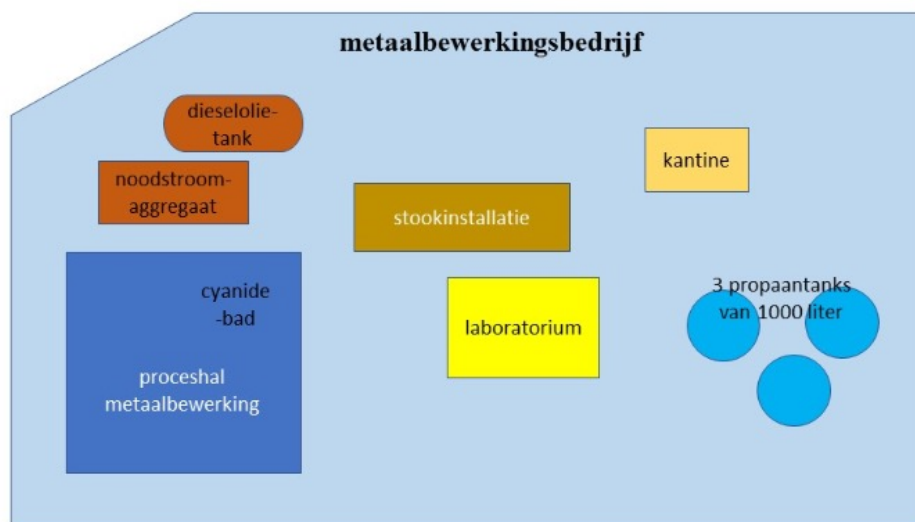 metaalbewerkingsbedrijf
dieselolie-
tank
noodstroom-
aggregaat
kantine
stookinstallatie
cyanide
-bad
proceshal
metaalbewerking
laboratorium
3 propaantanks
van 1000 liter